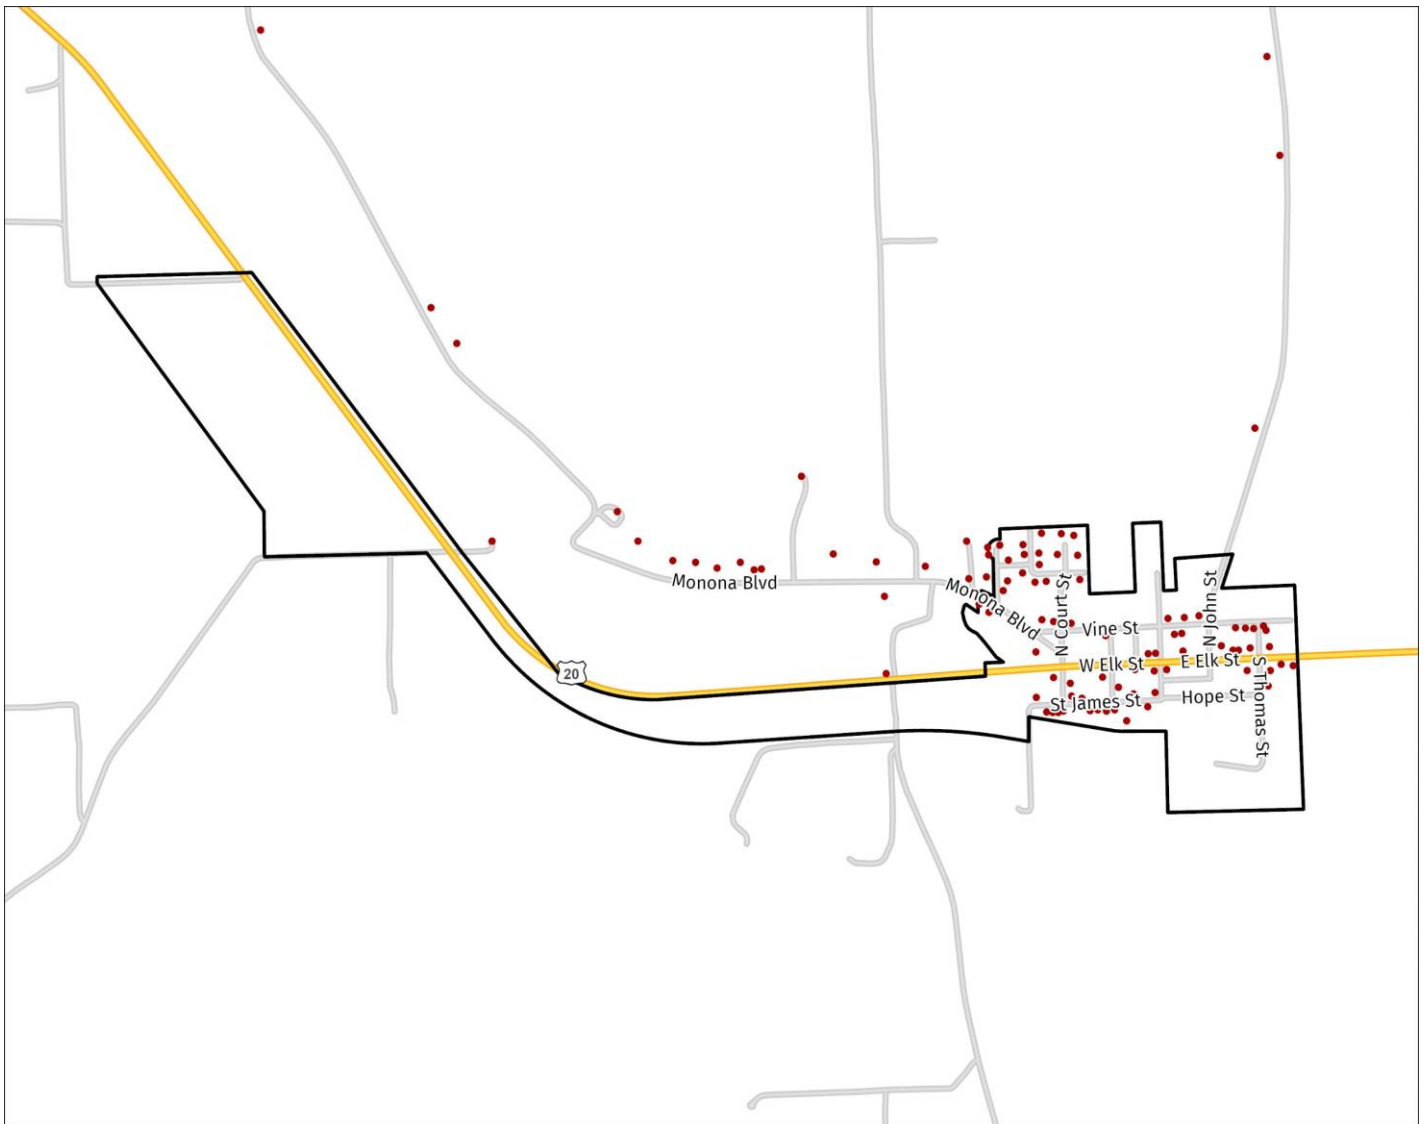 Monona Blvd
Monona Blvd
N Court St
Vine St
N John St
W Elk St
E Elk St
20
St James St
Hope St
S Thomas St